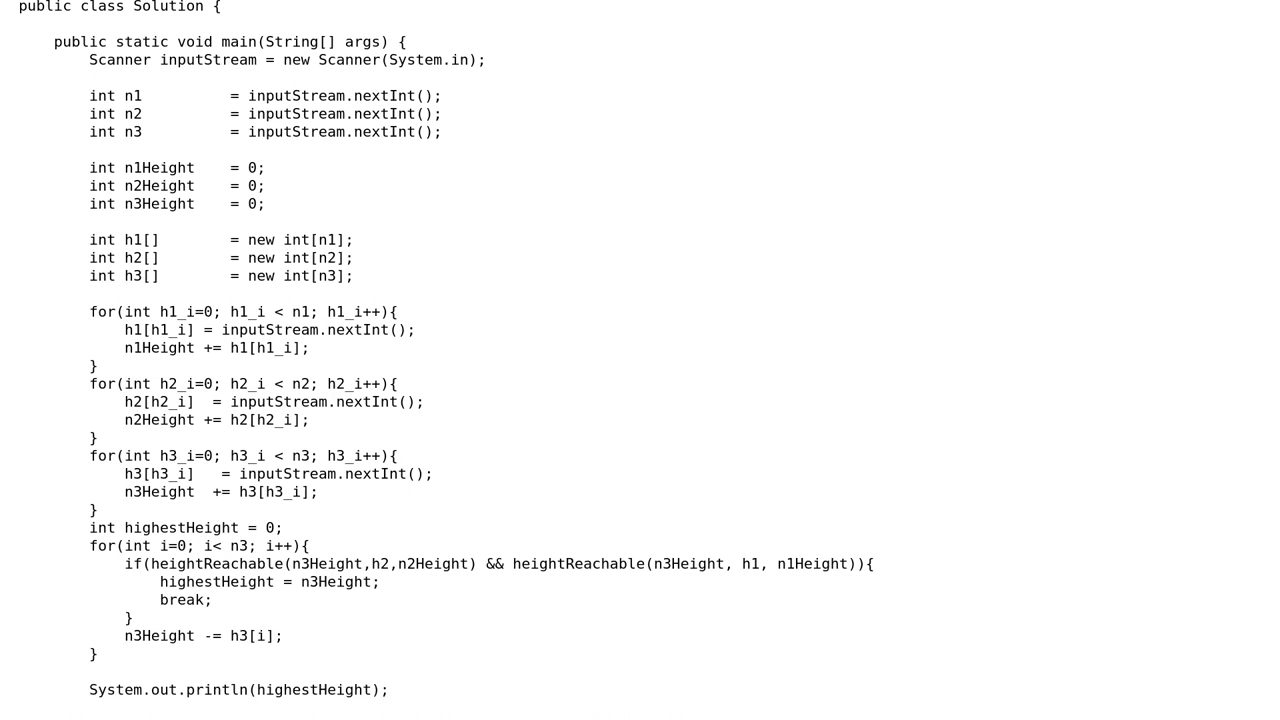 public class Solution {
    public static void main(String[] args) {
        Scanner inputStream = new Scanner(System.in);
        int n1          = inputStream.nextInt();
        int n2          = inputStream.nextInt();
        int n3          = inputStream.nextInt();
        int n1Height    = 0;
        int n2Height    = 0;
        int n3Height    = 0;
        int h1[]        = new int[n1];
        int h2[]        = new int[n2];
        int h3[]        = new int[n3];
        for(int h1_i=0; h1_i < n1; h1_i++){
            h1[h1_i] = inputStream.nextInt();
            n1Height += h1[h1_i];
        }
        for(int h2_i=0; h2_i < n2; h2_i++){
            h2[h2_i]  = inputStream.nextInt();
            n2Height += h2[h2_i];
        }
        for(int h3_i=0; h3_i < n3; h3_i++){
            h3[h3_i]   = inputStream.nextInt();
            n3Height  += h3[h3_i];
        }
        int highestHeight = 0;
        for(int i=0; i< n3; i++){
            if(heightReachable(n3Height,h2,n2Height) && heightReachable(n3Height, h1, n1Height)){
                highestHeight = n3Height;
                break;
            }
            n3Height -= h3[i];
        }
        System.out.println(highestHeight);